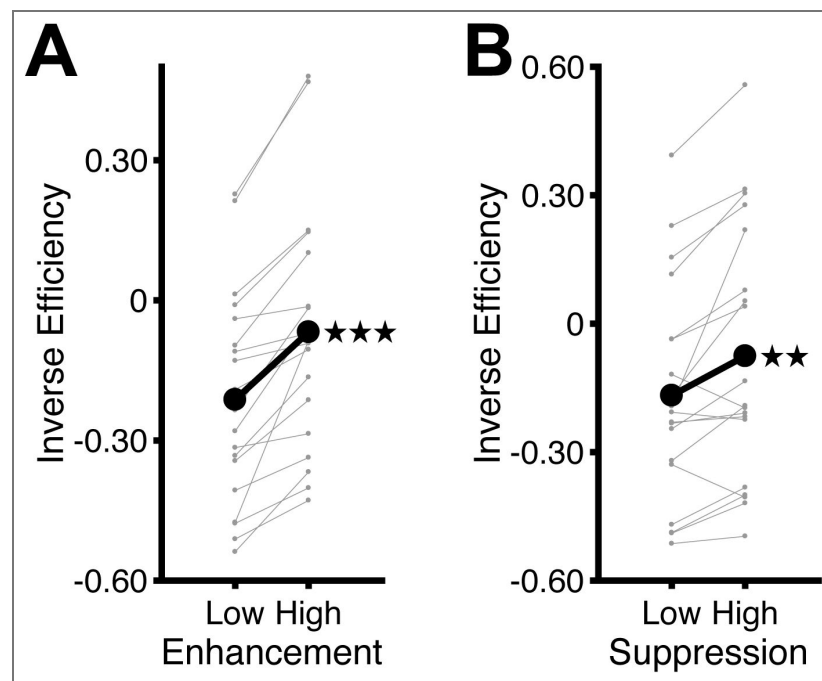 A
Inverse Efficiency
0.30
0
-0.30
-0.60
Low High
Enhancement
★★★
B
Inverse Efficiency
0.60
0.30
0
-0.30
-0.60
Low High
Suppression
★★